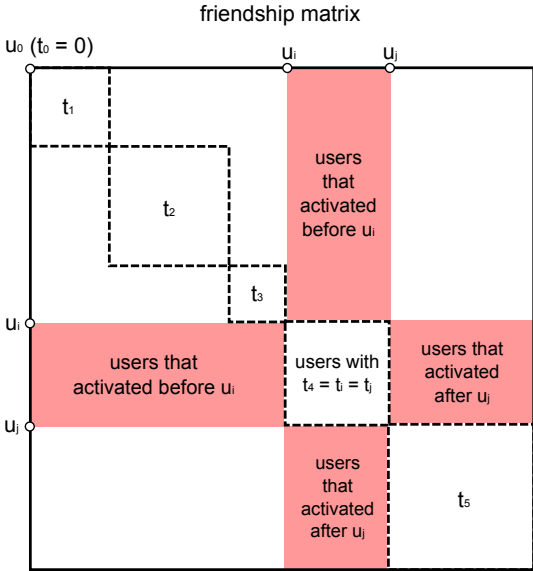 friendship matrix
u₀ (t₀ = 0)
uᵢ
uⱼ
t₁
users
that
activated
before uᵢ
t₂
t₃
uᵢ
users that
activated before uᵢ
users with
t₄ = tᵢ = tⱼ
users that
activated
after uⱼ
uⱼ
users
that
activated
after uⱼ
t₅